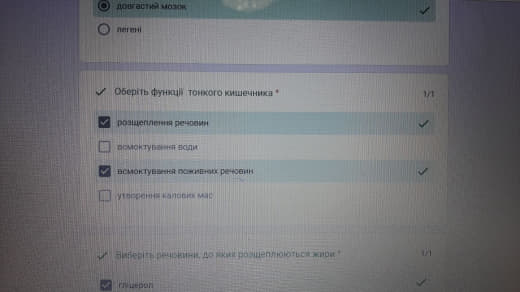 довгастий мозок
легені
Оберіть функції тонкого кишечника *
1/1
розщеплення речовин
всмоктування води
всмоктування поживних речовин
утворення калових мас
Виберіть речовини, до яких розщеплюються жири *
1/1
гліцерол